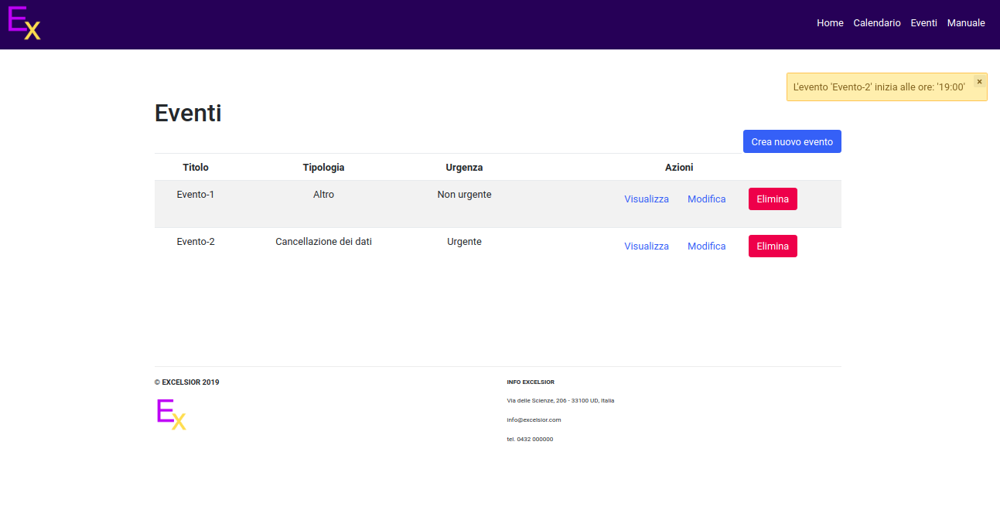 Ex
Home Calendario Eventi Manuale
L'evento 'Evento-2' inizia alle ore: '19:00' ×
Eventi
Crea nuovo evento
Titolo Tipologia Urgenza Azioni
Evento-1 Altro Non urgente Visualizza Modifica Elimina
Evento-2 Cancellazione dei dati Urgente Visualizza Modifica Elimina
© EXCELSIOR 2019
Ex
INFO EXCELSIOR
Via delle Scienze, 206 - 33100 UD, Italia
info@excelsior.com
tel. 0432 000000